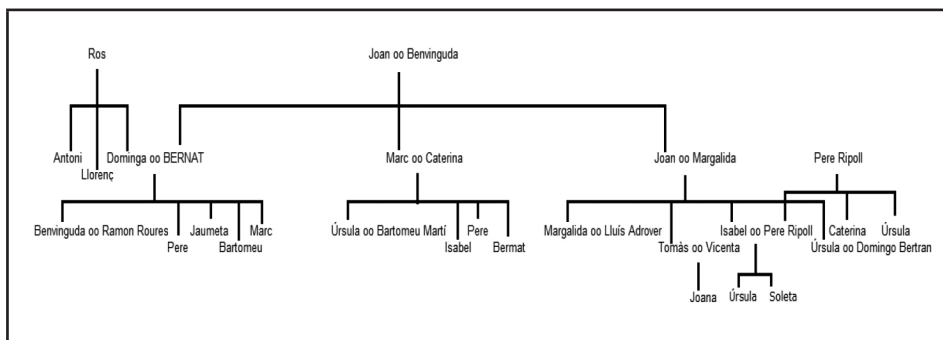 Ros
Joan oo Benvinguda
Antoni
Llorenç
Dominga oo BERNAT
Marc oo Caterina
Joan oo Margalida
Pere Ripoll
Benvinguda oo Ramon Roures
Pere
Jaumeta
Bartomeu
Marc
Úrsula oo Bartomeu Martí
Isabel
Pere
Bermat
Margalida oo Lluís Adrover
Tomàs oo Vicenta
Isabel oo Pere Ripoll
Caterina
Úrsula
Úrsula oo Domingo Bertran
Joana
Úrsula
Soleta